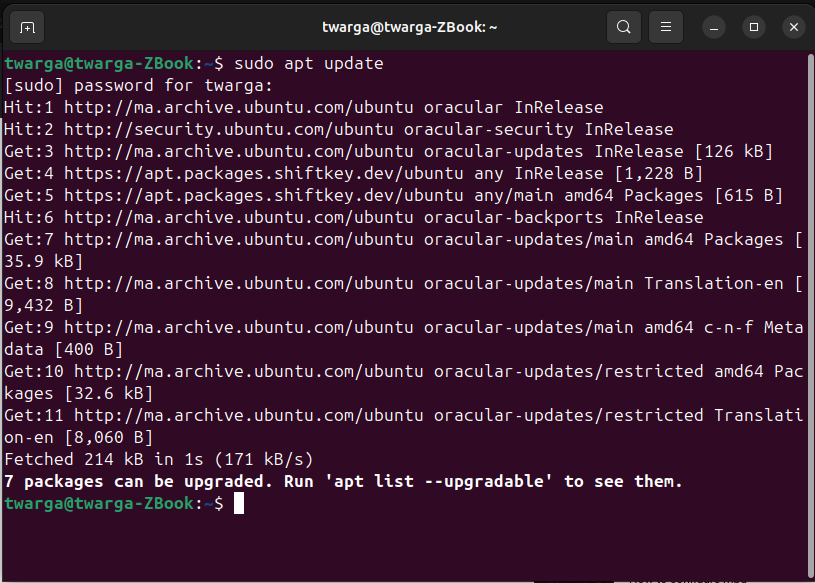 twarga@twarga-ZBook: ~
twarga@twarga-ZBook:~$ sudo apt update
[sudo] password for twarga:
Hit:1 http://ma.archive.ubuntu.com/ubuntu oracular InRelease
Hit:2 http://security.ubuntu.com/ubuntu oracular-security InRelease
Get:3 http://ma.archive.ubuntu.com/ubuntu oracular-updates InRelease [126 kB]
Get:4 https://apt.packages.shiftkey.dev/ubuntu any InRelease [1,228 B]
Get:5 https://apt.packages.shiftkey.dev/ubuntu any/main amd64 Packages [615 B]
Hit:6 http://ma.archive.ubuntu.com/ubuntu oracular-backports InRelease
Get:7 http://ma.archive.ubuntu.com/ubuntu oracular-updates/main amd64 Packages [
35.9 kB]
Get:8 http://ma.archive.ubuntu.com/ubuntu oracular-updates/main Translation-en [
9,432 B]
Get:9 http://ma.archive.ubuntu.com/ubuntu oracular-updates/main amd64 c-n-f Meta
data [400 B]
Get:10 http://ma.archive.ubuntu.com/ubuntu oracular-updates/restricted amd64 Pac
kages [32.6 kB]
Get:11 http://ma.archive.ubuntu.com/ubuntu oracular-updates/restricted Translati
on-en [8,060 B]
Fetched 214 kB in 1s (171 kB/s)
7 packages can be upgraded. Run 'apt list --upgradable' to see them.
twarga@twarga-ZBook:~$